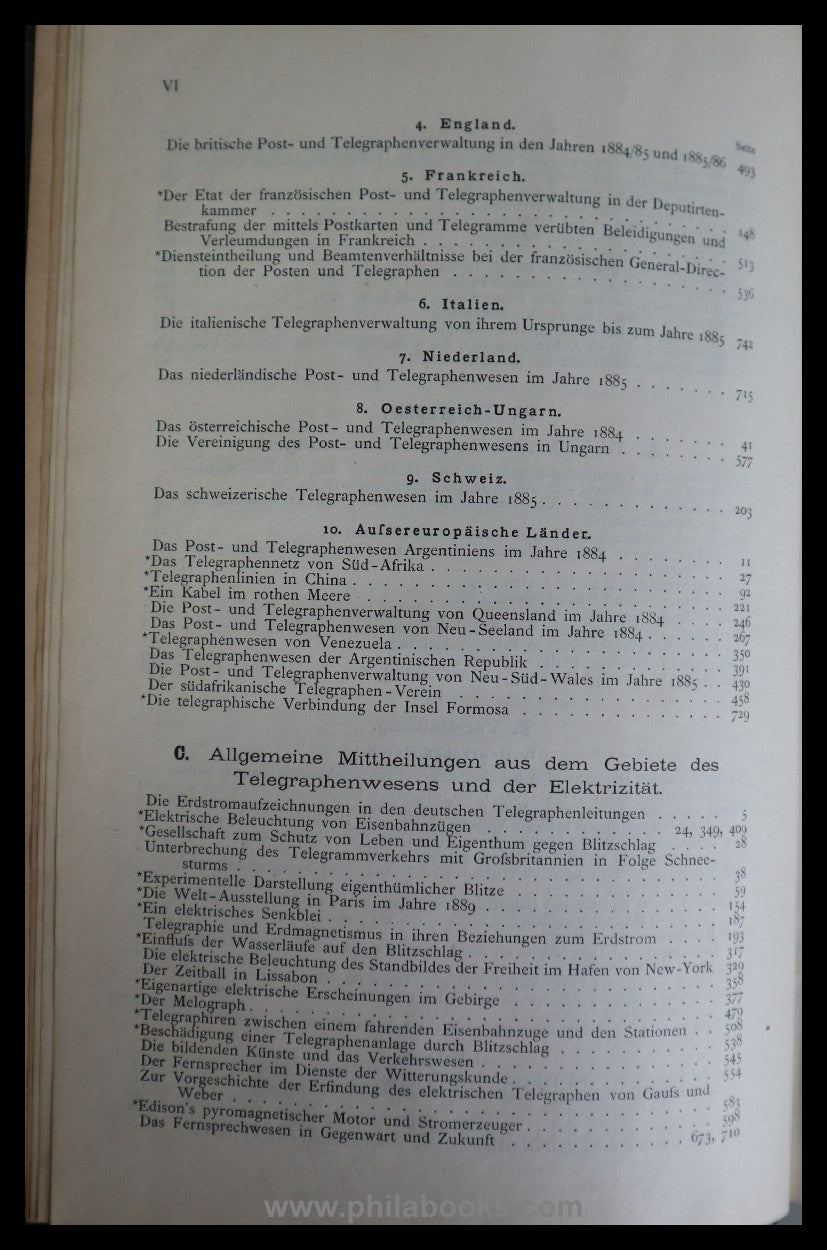 VI
4. England.
Seite
Die britische Post- und Telegraphenverwaltung in den Jahren 1884/85 und 1885/86 493
5. Frankreich.
*Der Etat der französischen Post- und Telegraphenverwaltung in der Deputirten-
kammer . . . . . . . . . . . . . . . . . . . . 148
Bestrafung der mittels Postkarten und Telegramme verübten Beleidigungen und
Verleumdungen in Frankreich . . . . . . . . . . . . . . 513
*Diensteintheilung und Beamtenverhältnisse bei der französischen General-Direc-
tion der Posten und Telegraphen . . . . . . . . . . . . . 536
6. Italien.
Die italienische Telegraphenverwaltung von ihrem Ursprunge bis zum Jahre 1885 742
7. Niederland.
Das niederländische Post- und Telegraphenwesen im Jahre 1885 . . . . . . . 715
8. Oesterreich-Ungarn.
Das österreichische Post- und Telegraphenwesen im Jahre 1884 . . . . . . 41
Die Vereinigung des Post- und Telegraphenwesens in Ungarn . . . . . . . 577
9. Schweiz.
Das schweizerische Telegraphenwesen im Jahre 1885 . . . . . . . . . . . 203
10. Aufsereuropäische Länder.
Das Post- und Telegraphenwesen Argentiniens im Jahre 1884 . . . . . . . 11
*Das Telegraphennetz von Süd-Afrika . . . . . . . . . . . . . . . . 27
*Telegraphenlinien in China . . . . . . . . . . . . . . . . . . . 92
*Ein Kabel im rothen Meere . . . . . . . . . . . . . . . . . . . 221
Die Post- und Telegraphenverwaltung von Queensland im Jahre 1884 . . . . 246
Das Post- und Telegraphenwesen von Neu-Seeland im Jahre 1884 . . . . . 267
*Telegraphenwesen von Venezuela . . . . . . . . . . . . . . . . . 350
Das Telegraphenwesen der Argentinischen Republik . . . . . . . . . . 391
Die Post- und Telegraphenverwaltung von Neu-Süd-Wales im Jahre 1885 . . 430
Der südafrikanische Telegraphen-Verein . . . . . . . . . . . . . . 458
*Die telegraphische Verbindung der Insel Formosa . . . . . . . . . . . 729
C. Allgemeine Mittheilungen aus dem Gebiete des
Telegraphenwesens und der Elektrizität.
Die Erdstromaufzeichnungen in den deutschen Telegraphenleitungen . . . . . 5
*Elektrische Beleuchtung von Eisenbahnzügen . . . . . . . . . . . 24, 349, 409
*Gesellschaft zum Schutz von Leben und Eigenthum gegen Blitzschlag . . . . 28
Unterbrechung des Telegrammverkehrs mit Grofsbritannien in Folge Schnee-
sturms . . . . . . . . . . . . . . . . . . . . . . 38
*Experimentelle Darstellung eigenthümlicher Blitze . . . . . . . . . . . 59
*Die Welt-Ausstellung in Paris im Jahre 1889 . . . . . . . . . . . . 154
*Ein elektrisches Senkblei . . . . . . . . . . . . . . . . . . . 187
Telegraphie und Erdmagnetismus in ihren Beziehungen zum Erdstrom . . . . 193
*Einflufs der Wasserläufe auf den Blitzschlag . . . . . . . . . . . . . 317
Die elektrische Beleuchtung des Standbildes der Freiheit im Hafen von New-York 329
Der Zeitball in Lissabon . . . . . . . . . . . . . . . . . . . . 358
*Eigenartige elektrische Erscheinungen im Gebirge . . . . . . . . . . . 377
*Der Melograph . . . . . . . . . . . . . . . . . . . . . . . 479
*Telegraphiren zwischen einem fahrenden Eisenbahnzuge und den Stationen . . 508
*Beschädigung einer Telegraphenanlage durch Blitzschlag . . . . . . . . . 538
Die bildenden Künste und das Verkehrswesen . . . . . . . . . . . . . 545
Der Fernsprecher im Dienste der Witterungskunde . . . . . . . . . . . 554
Zur Vorgeschichte der Erfindung des elektrischen Telegraphen von Gaufs und
Weber . . . . . . . . . . . . . . . . . . . . . . 583
*Edison's pyromagnetischer Motor und Stromerzeuger . . . . . . . . . . 598
Das Fernsprechwesen in Gegenwart und Zukunft . . . . . . . . . . 673, 710
www.philabooks.com